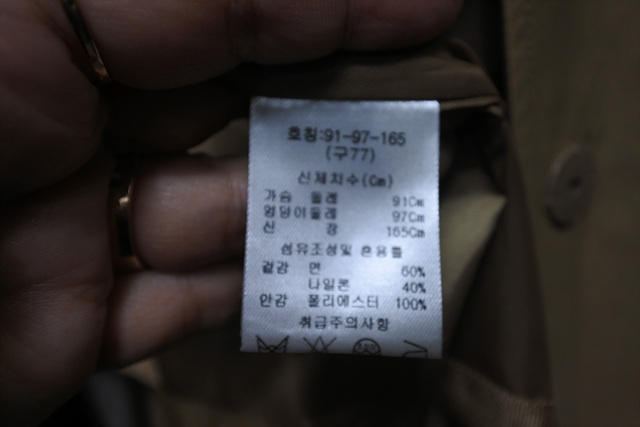 호칭:91-97-165
(구77)
신체치수(Cm)
가슴 둘레 91Cm
엉덩이둘레 97Cm
신 장 165Cm
섬유조성및 혼용률
겉감 면 60%
나일론 40%
안감 폴리에스터 100%
취급주의사항